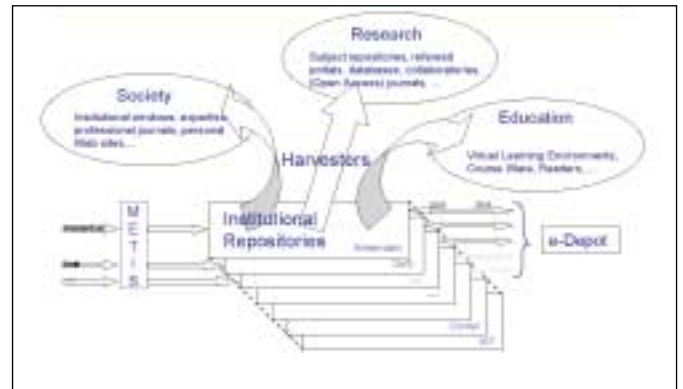 Research
Subject repositories, refereed
portals, databases, collaboratories,
(Open Access) journals, ...
Society
Institutional windows, expertise,
professional journals, personal
Web sites, ...
Education
Virtual Learning Environments,
Course Ware, Readers, ...
Harvesters
M
E
T
I
S
Institutional
Repositories
e-Depot